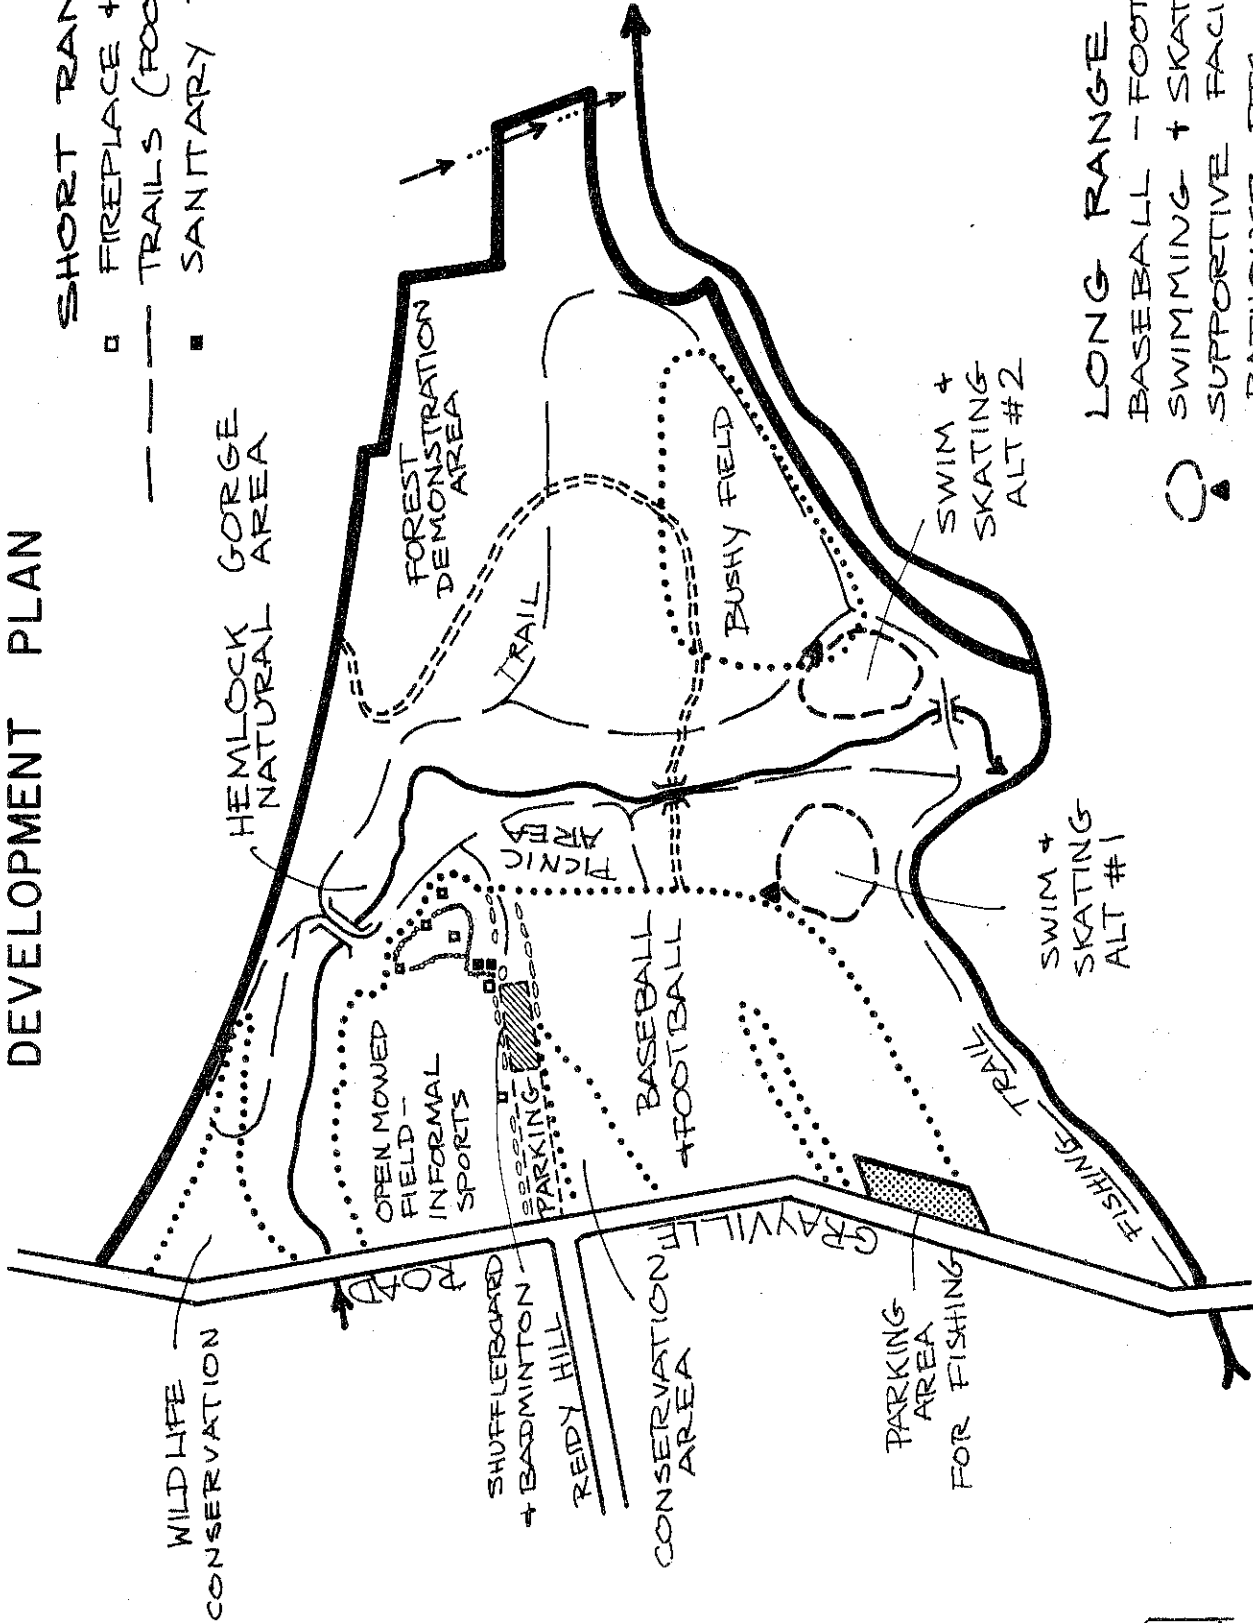 DEVELOPMENT PLAN
SHORT RAN
FIREPLACE +
TRAILS (FOO
SANITARY
HEMLOCK GORGE
NATURAL AREA
FOREST
DEMONSTRATION
AREA
TRAIL
BUSHY FIELD
PICNIC
AREA
OPEN MOWED
FIELD -
INFORMAL
SPORTS
PARKING
BASEBALL
+ FOOTBALL
SWIM +
SKATING
ALT #2
SWIM +
SKATING
ALT #1
WILDLIFE
CONSERVATION
SHUFFLEBOARD
+ BADMINTON
REIDY HILL
CONSERVATION
AREA
GRAYVILLE
ROAD
PARKING
AREA
FOR FISHING
FISHING TRAIL
LONG RANGE
BASEBALL - FOOT
SWIMMING + SKAT
SUPPORTIVE FACI